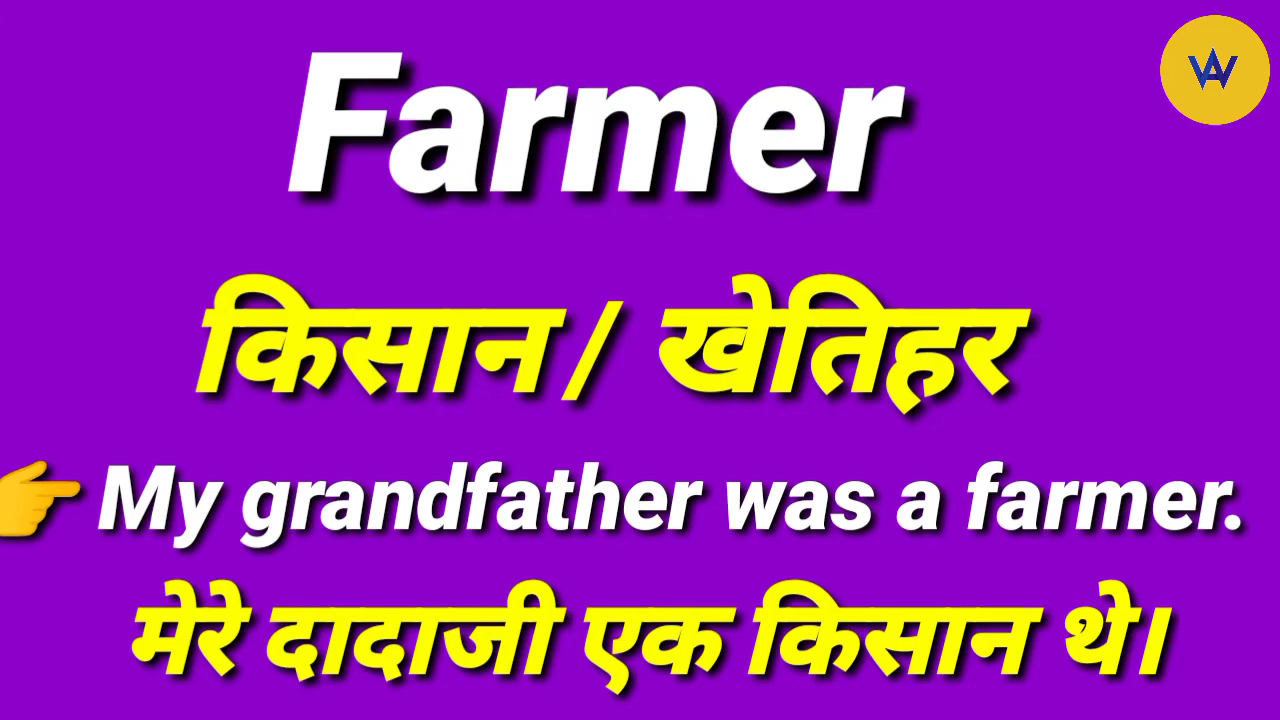 Farmer
किसान / खेतिहर
👉 My grandfather was a farmer.
मेरे दादाजी एक किसान थे।